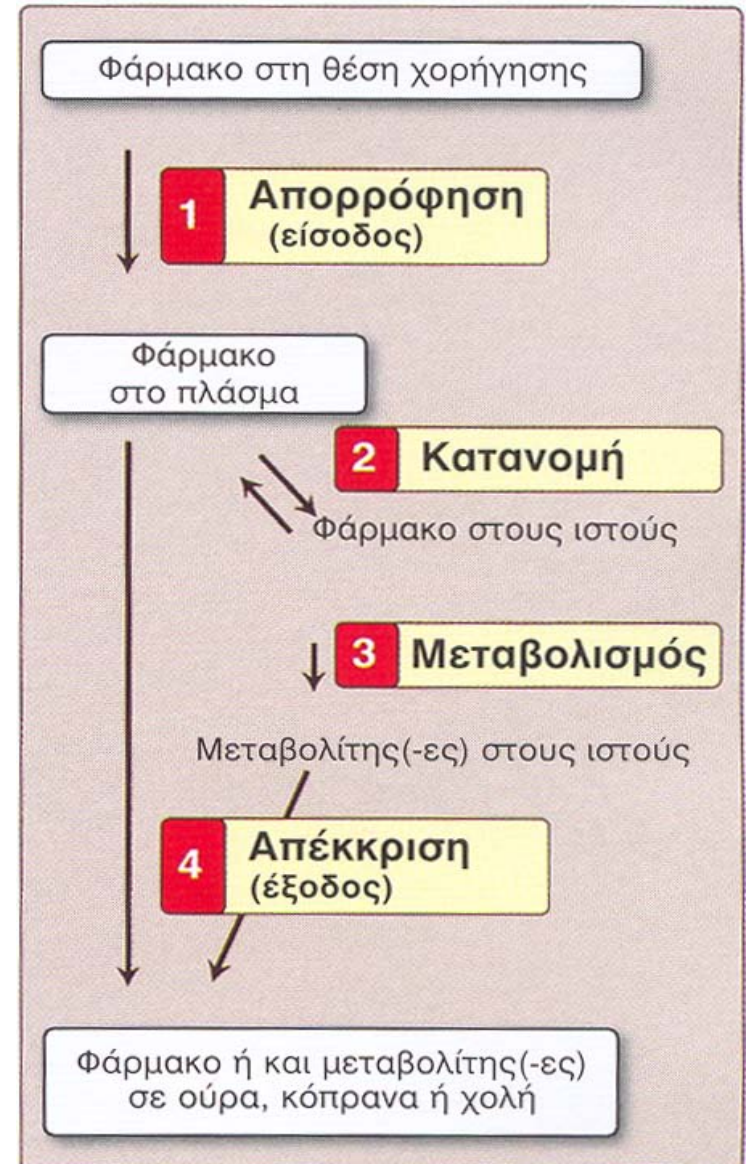 Φάρμακο στη θέση χορήγησης
1
Απορρόφηση
(είσοδος)
Φάρμακο
στο πλάσμα
2 Κατανομή
Φάρμακο στους ιστούς
3 Μεταβολισμός
Μεταβολίτης(-ες) στους ιστούς
4
Απέκκριση
(έξοδος)
Φάρμακο ή και μεταβολίτης(-ες)
σε ούρα, κόπρανα ή χολή